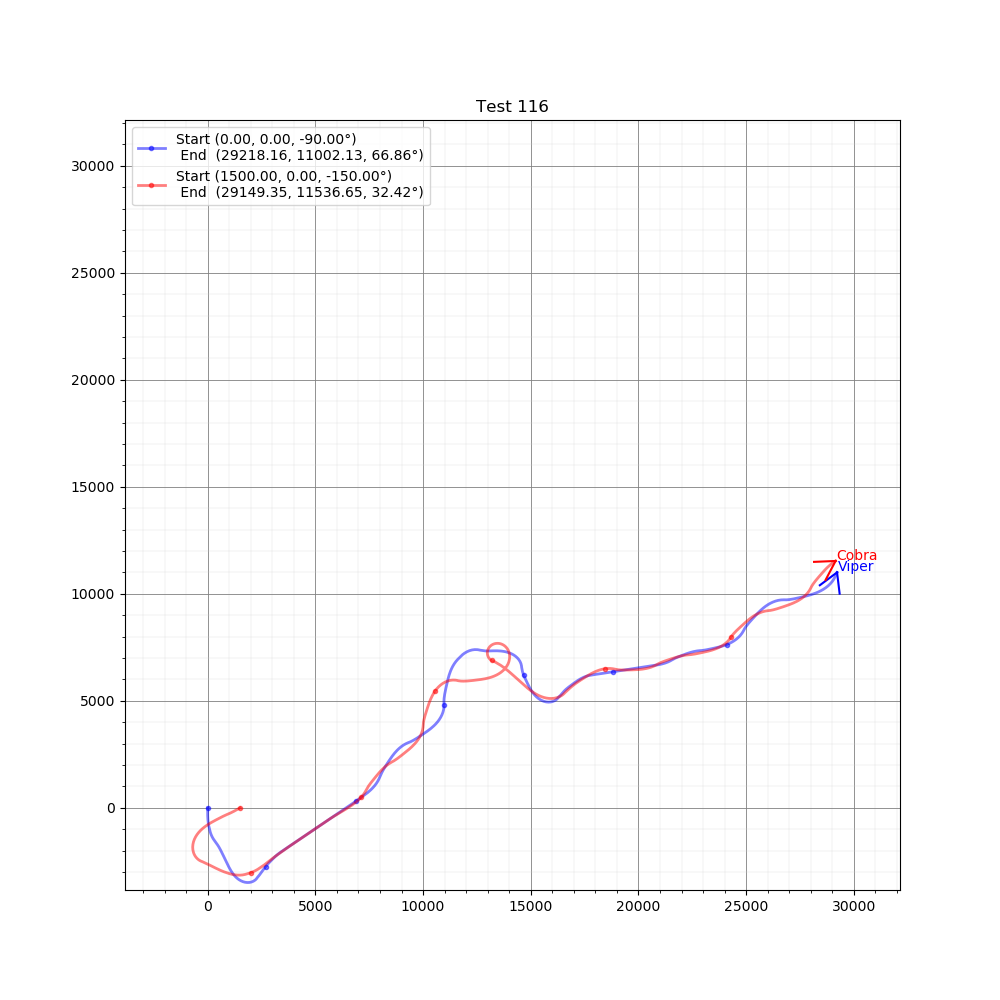 Test 116
Start (0.00, 0.00, -90.00°)
End  (29218.16, 11002.13, 66.86°)
Start (1500.00, 0.00, -150.00°)
End  (29149.35, 11536.65, 32.42°)
30000
25000
20000
15000
10000
5000
0
Cobra
Viper
0
5000
10000
15000
20000
25000
30000